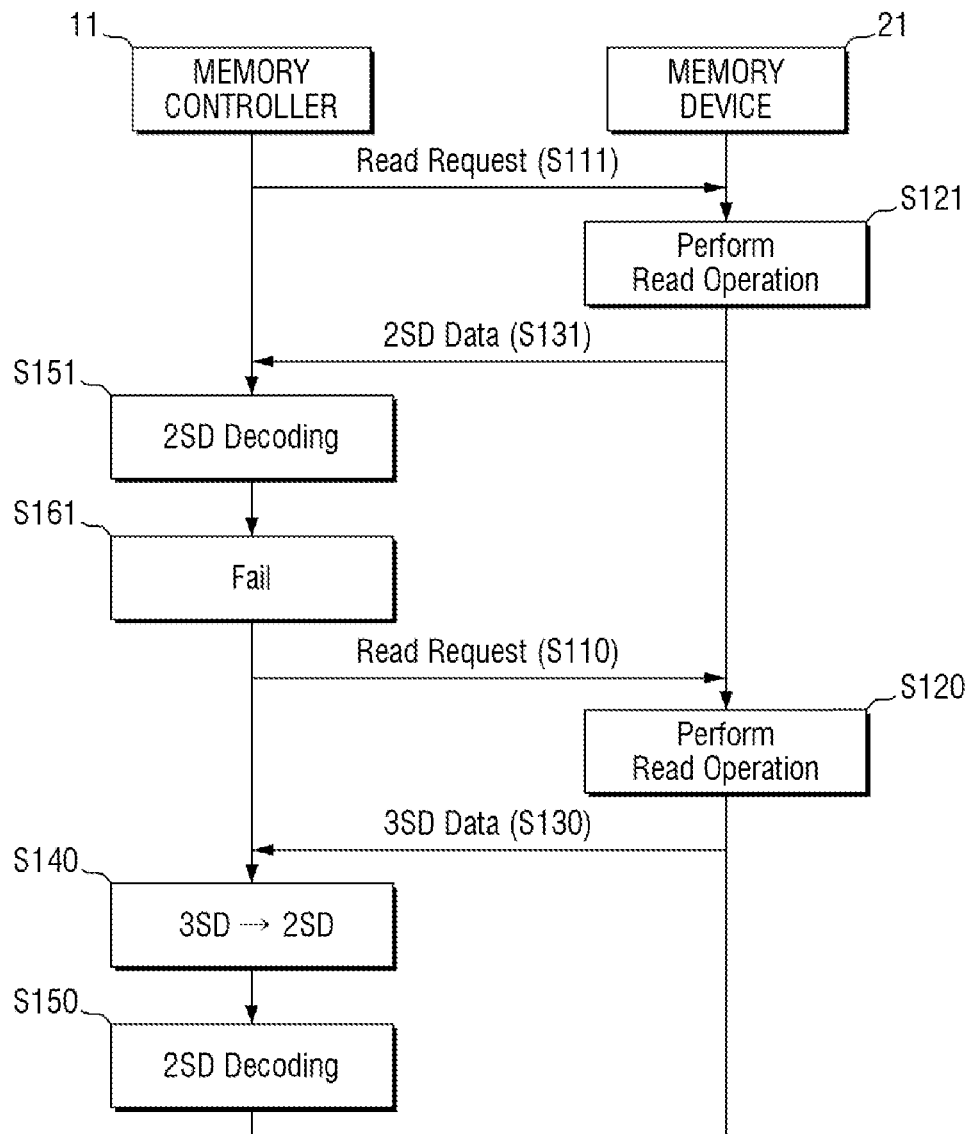 11
21
MEMORY
CONTROLLER
MEMORY
DEVICE
Read Request (S111)
S121
Perform
Read Operation
2SD Data (S131)
S151
2SD Decoding
S161
Fail
Read Request (S110)
S120
Perform
Read Operation
3SD Data (S130)
S140
3SD → 2SD
S150
2SD Decoding